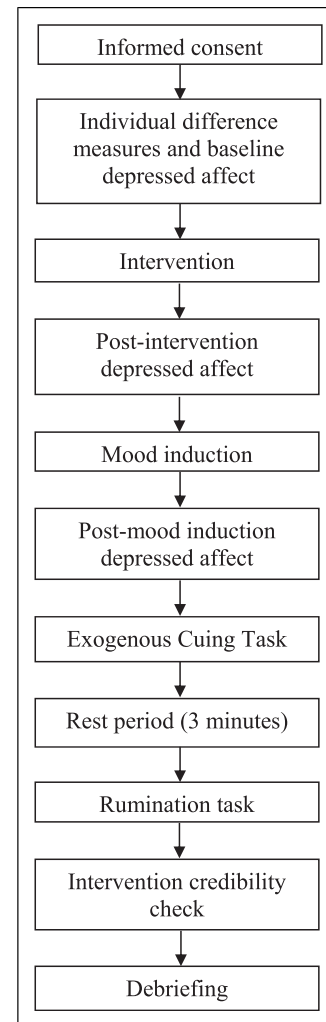 Informed consent
Individual difference
measures and baseline
depressed affect
Intervention
Post-intervention
depressed affect
Mood induction
Post-mood induction
depressed affect
Exogenous Cuing Task
Rest period (3 minutes)
Rumination task
Intervention credibility
check
Debriefing